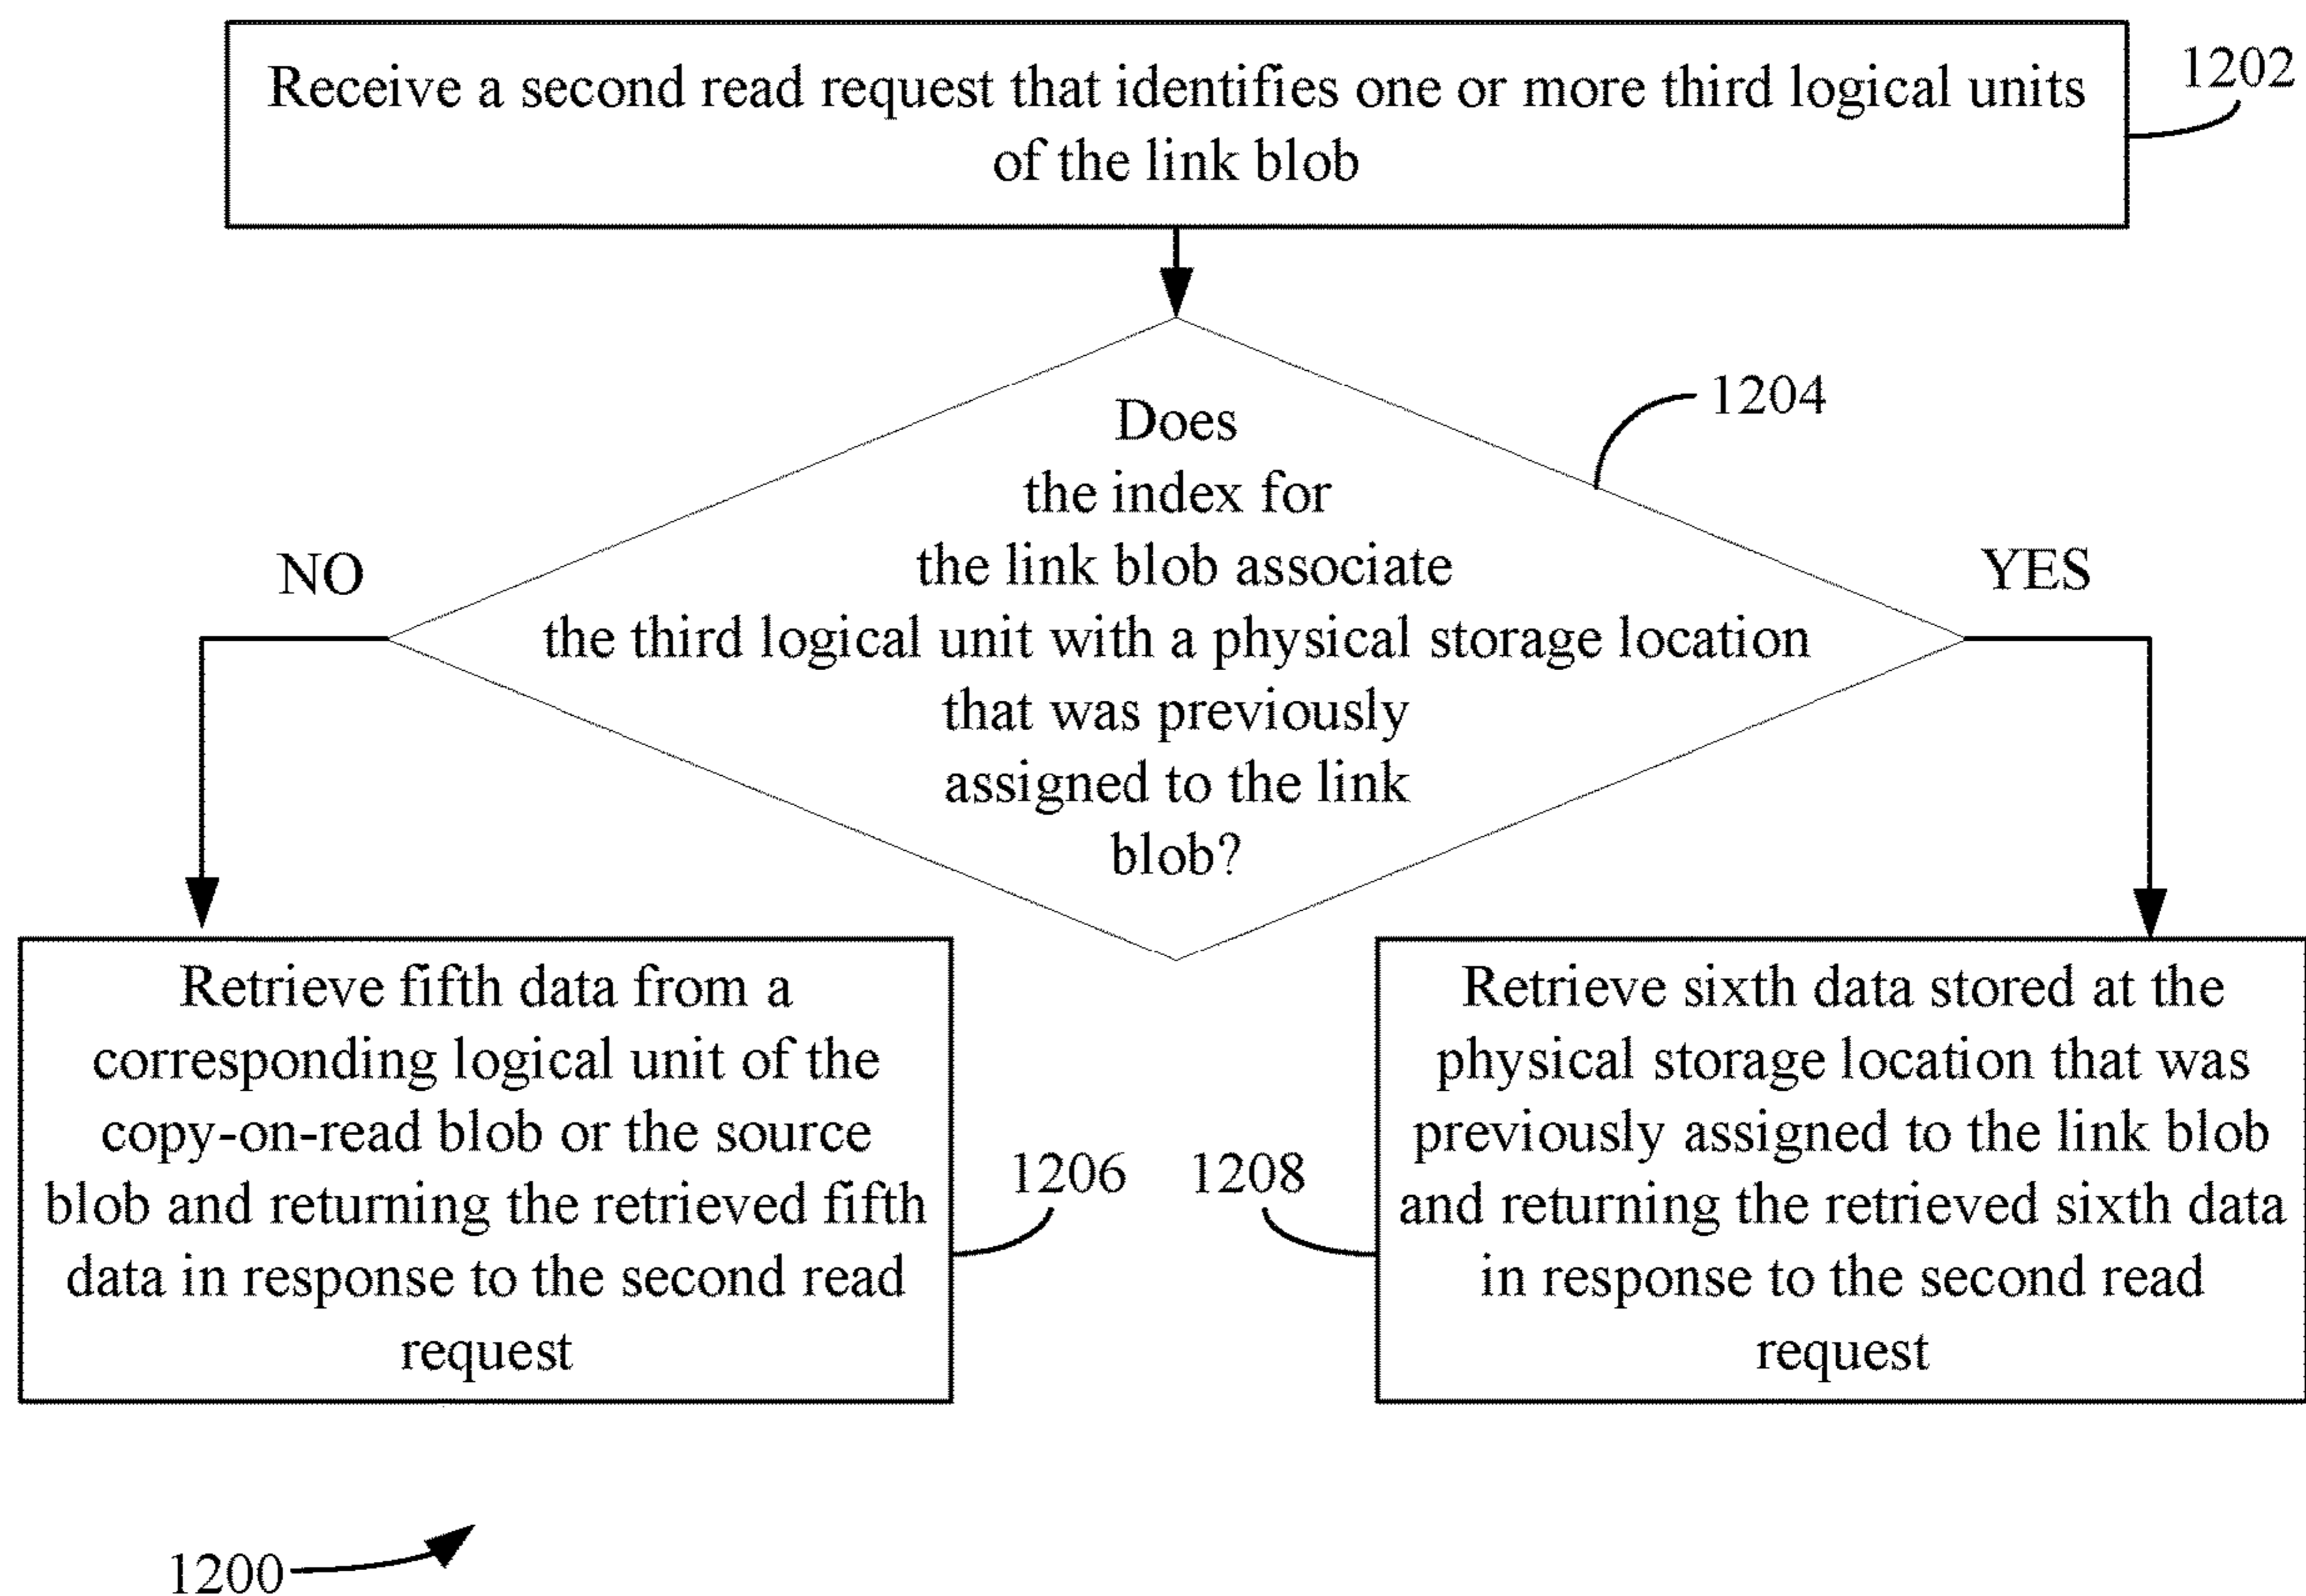 Receive a second read request that identifies one or more third logical units
of the link blob
1202
Does
the index for
the link blob associate
the third logical unit with a physical storage location
that was previously
assigned to the link
blob?
1204
NO
YES
Retrieve fifth data from a
corresponding logical unit of the
copy-on-read blob or the source
blob and returning the retrieved fifth
data in response to the second read
request
1206
1208
Retrieve sixth data stored at the
physical storage location that was
previously assigned to the link blob
and returning the retrieved sixth data
in response to the second read
request
1200